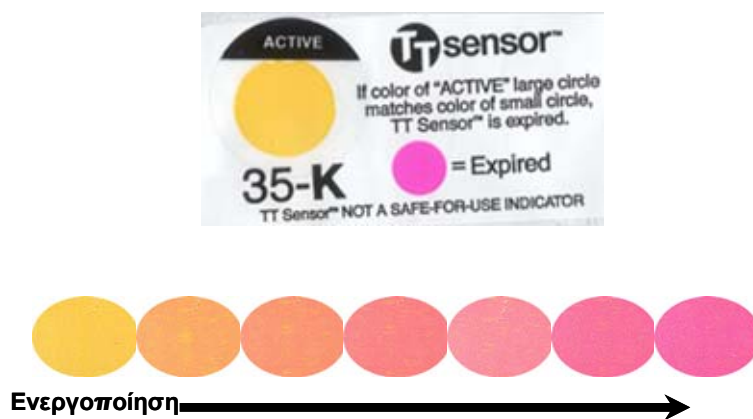 ACTIVE
TT sensor™
If color of "ACTIVE" large circle
matches color of small circle,
TT Sensor™ is expired.
= Expired
35-K
TT Sensor™ NOT A SAFE-FOR-USE INDICATOR
Ενεργοποίηση